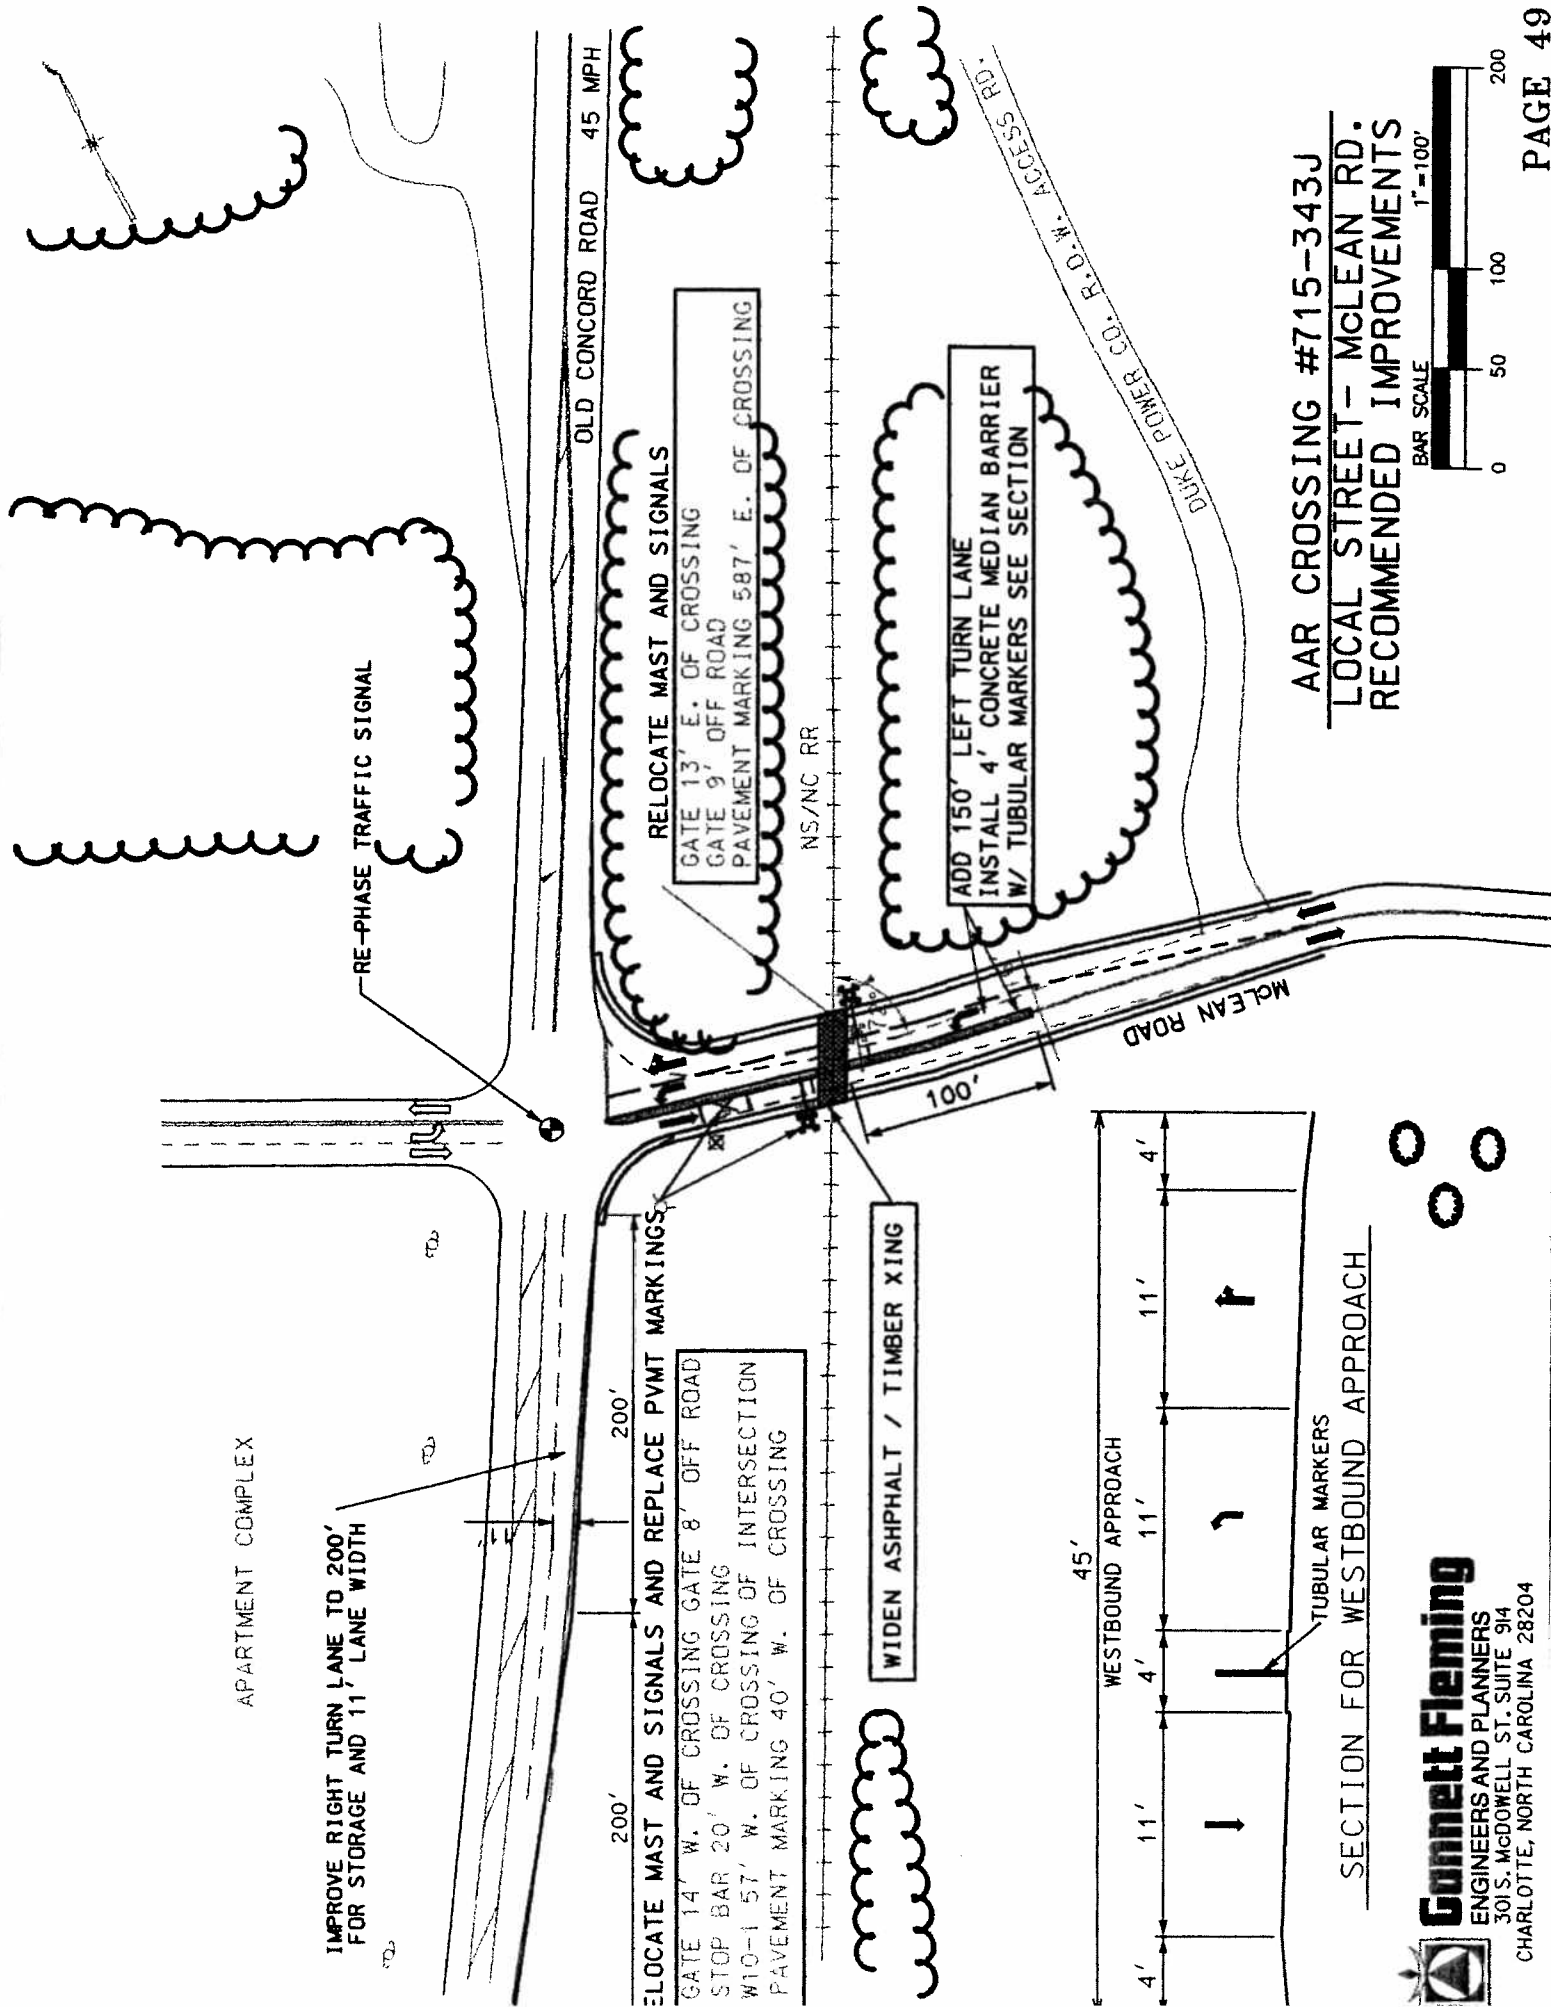 APARTMENT COMPLEX
IMPROVE RIGHT TURN LANE TO 200'
FOR STORAGE AND 11' LANE WIDTH
RE-PHASE TRAFFIC SIGNAL
OLD CONCORD ROAD 45 MPH
200'
200'
ELOCATE MAST AND SIGNALS AND REPLACE PVMT MARKINGS
GATE 14' W. OF CROSSING GATE 8' OFF ROAD
STOP BAR 20' W. OF CROSSING
W10-1 57' W. OF CROSSING OF INTERSECTION
PAVEMENT MARKING 40' W. OF CROSSING
RELOCATE MAST AND SIGNALS
GATE 13' E. OF CROSSING
GATE 9' OFF ROAD
PAVEMENT MARKING 587' E. OF CROSSING
NS/NC RR
WIDEN ASHPHALT / TIMBER XING
100'
ADD 150' LEFT TURN LANE
INSTALL 4' CONCRETE MEDIAN BARRIER
W/ TUBULAR MARKERS SEE SECTION
DUKE POWER CO. R.O.W. ACCESS RD.
McLEAN ROAD
45'
WESTBOUND APPROACH
4' 11' 4' 11' 11' 4'
TUBULAR MARKERS
SECTION FOR WESTBOUND APPROACH
AAR CROSSING #715-343J
LOCAL STREET- McLEAN RD.
RECOMMENDED IMPROVEMENTS
BAR SCALE 1"=100'
0 50 100 200
Gannett Fleming
ENGINEERS AND PLANNERS
301 S. McDOWELL ST. SUITE 914
CHARLOTTE, NORTH CAROLINA 28204
PAGE 49